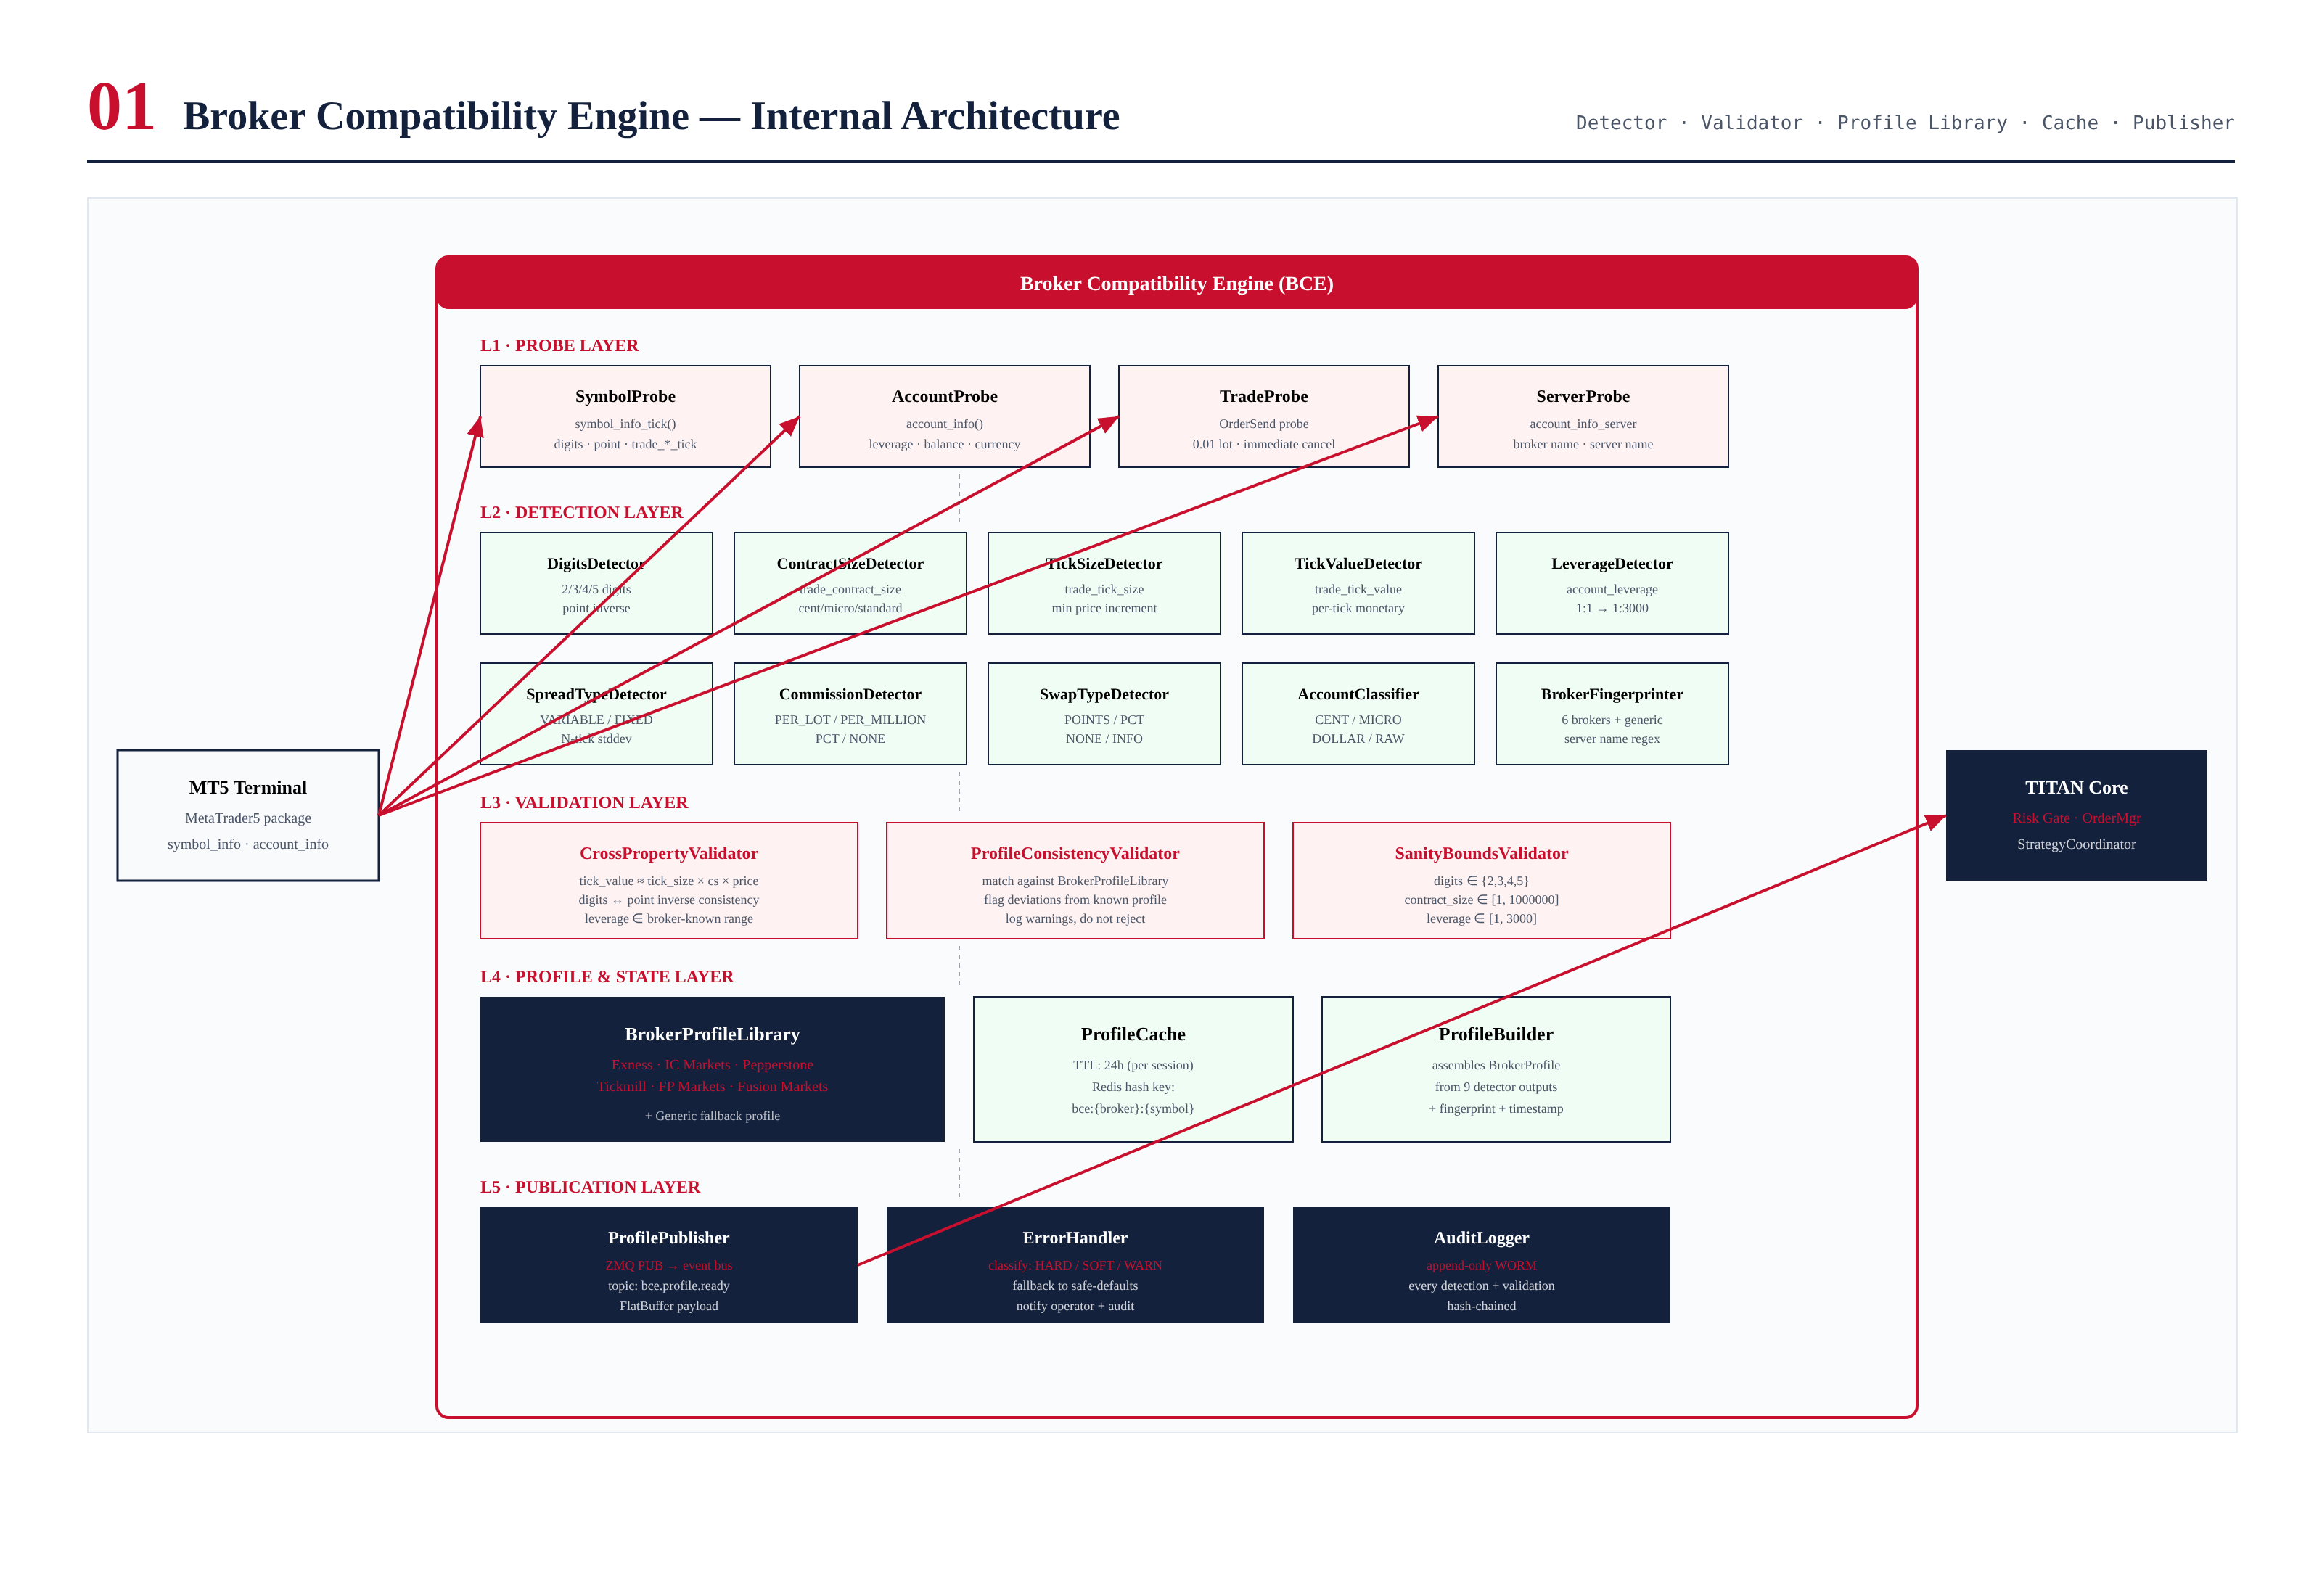 01 Broker Compatibility Engine — Internal Architecture
Detector · Validator · Profile Library · Cache · Publisher
Broker Compatibility Engine (BCE)
L1 · PROBE LAYER
SymbolProbe
symbol_info_tick()
digits · point · trade_*_tick
AccountProbe
account_info()
leverage · balance · currency
TradeProbe
OrderSend probe
0.01 lot · immediate cancel
ServerProbe
account_info_server
broker name · server name
L2 · DETECTION LAYER
DigitsDetector
2/3/4/5 digits
point inverse
ContractSizeDetector
trade_contract_size
cent/micro/standard
TickSizeDetector
trade_tick_size
min price increment
TickValueDetector
trade_tick_value
per-tick monetary
LeverageDetector
account_leverage
1:1 → 1:3000
SpreadTypeDetector
VARIABLE / FIXED
N-tick stddev
CommissionDetector
PER_LOT / PER_MILLION
PCT / NONE
SwapTypeDetector
POINTS / PCT
NONE / INFO
AccountClassifier
CENT / MICRO
DOLLAR / RAW
BrokerFingerprinter
6 brokers + generic
server name regex
MT5 Terminal
MetaTrader5 package
symbol_info · account_info
TITAN Core
Risk Gate · OrderMgr
StrategyCoordinator
L3 · VALIDATION LAYER
CrossPropertyValidator
tick_value ≈ tick_size × cs × price
digits ↔ point inverse consistency
leverage ∈ broker-known range
ProfileConsistencyValidator
match against BrokerProfileLibrary
flag deviations from known profile
log warnings, do not reject
SanityBoundsValidator
digits ∈ {2,3,4,5}
contract_size ∈ [1, 1000000]
leverage ∈ [1, 3000]
L4 · PROFILE & STATE LAYER
BrokerProfileLibrary
Exness · IC Markets · Pepperstone
Tickmill · FP Markets · Fusion Markets
+ Generic fallback profile
ProfileCache
TTL: 24h (per session)
Redis hash key:
bce:{broker}:{symbol}
ProfileBuilder
assembles BrokerProfile
from 9 detector outputs
+ fingerprint + timestamp
L5 · PUBLICATION LAYER
ProfilePublisher
ZMQ PUB → event bus
topic: bce.profile.ready
FlatBuffer payload
ErrorHandler
classify: HARD / SOFT / WARN
fallback to safe-defaults
notify operator + audit
AuditLogger
append-only WORM
every detection + validation
hash-chained